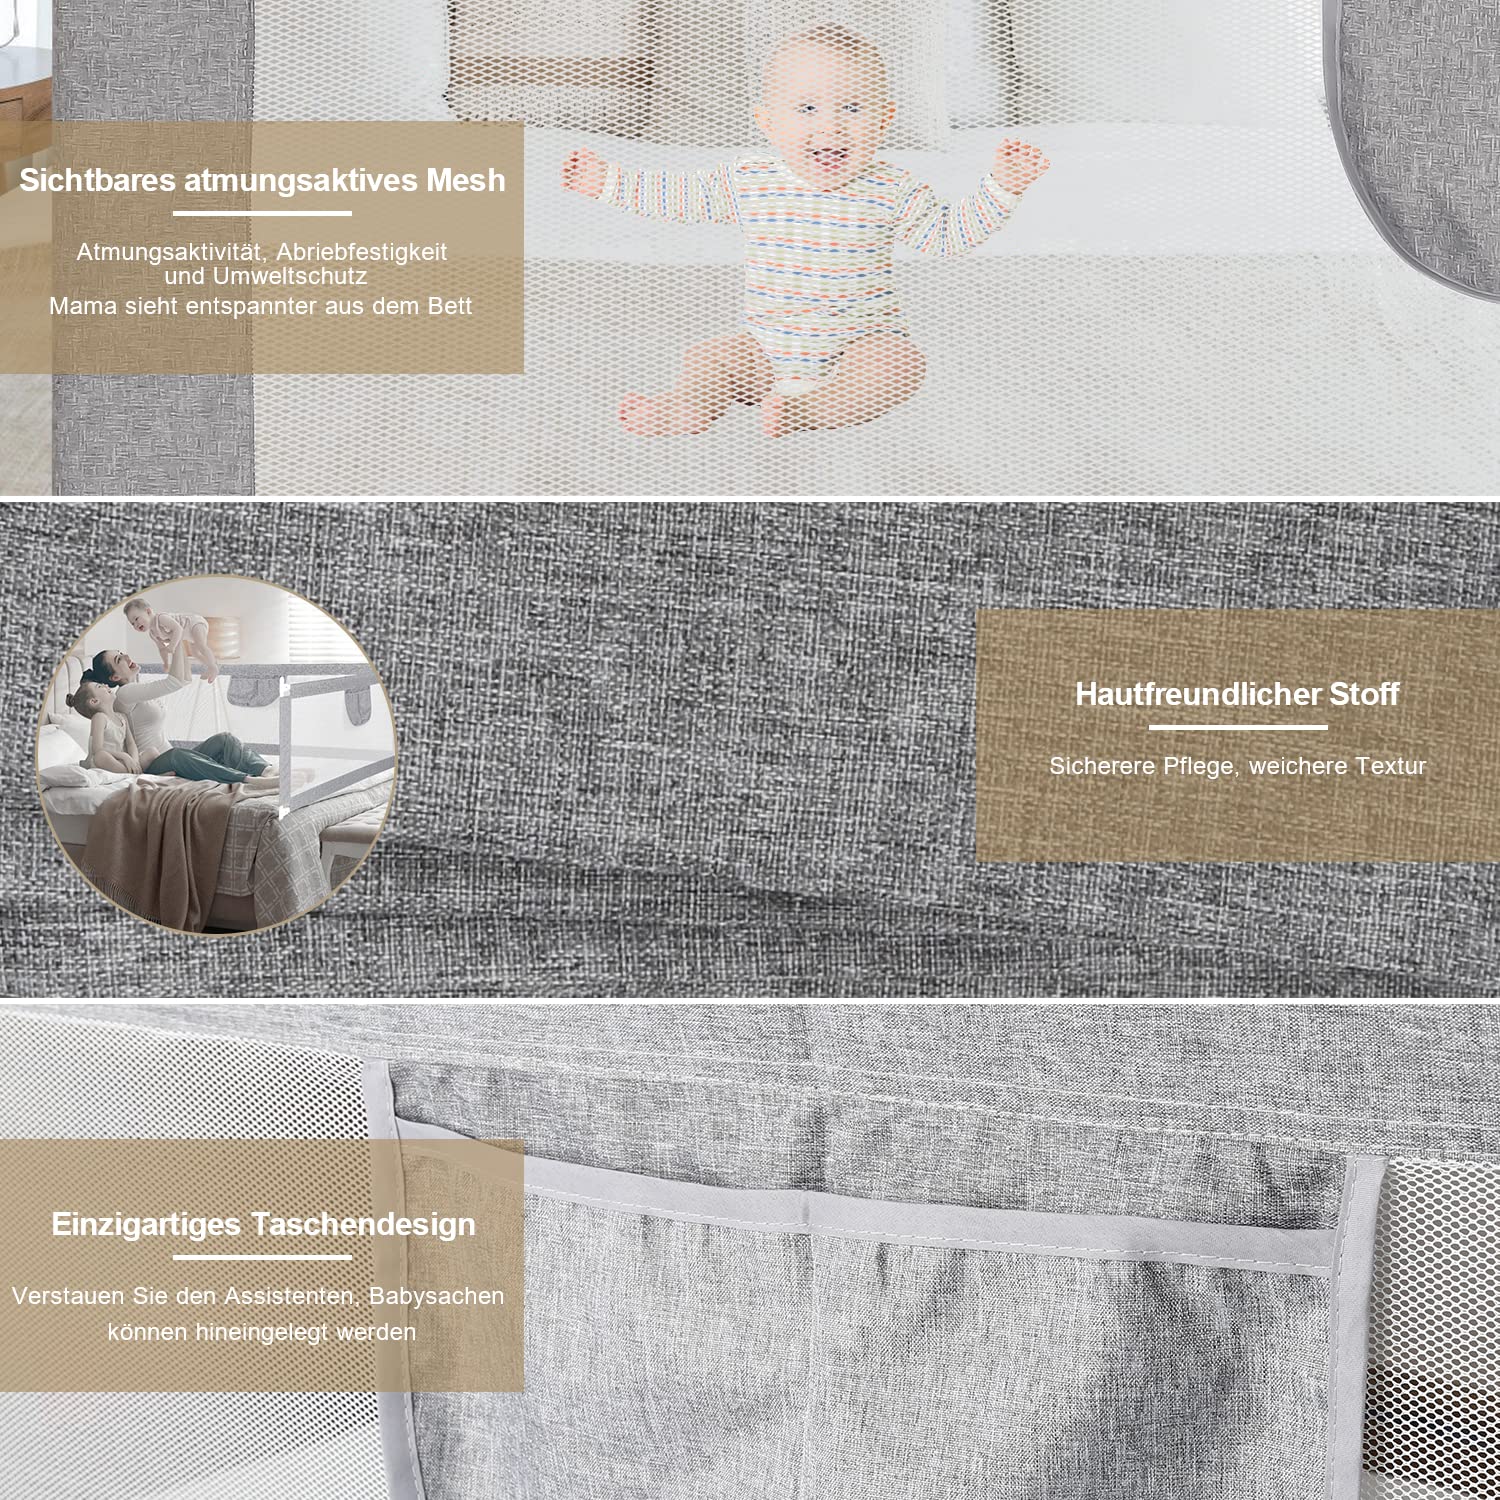 Sichtbares atmungsaktives Mesh
Atmungsaktivität, Abriebfestigkeit
und Umweltschutz
Mama sieht entspannter aus dem Bett
Hautfreundlicher Stoff
Sicherere Pflege, weichere Textur
Einzigartiges Taschendesign
Verstauen Sie den Assistenten, Babysachen
können hineingelegt werden